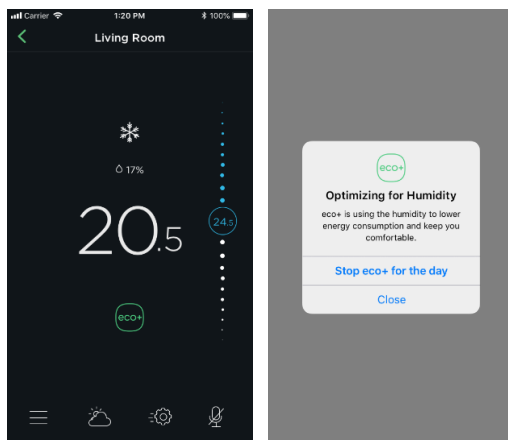 Carrier
1:20 PM
100%
Living Room
17%
20.5
24.5
eco+
eco+
Optimizing for Humidity
eco+ is using the humidity to lower
energy consumption and keep you
comfortable.
Stop eco+ for the day
Close